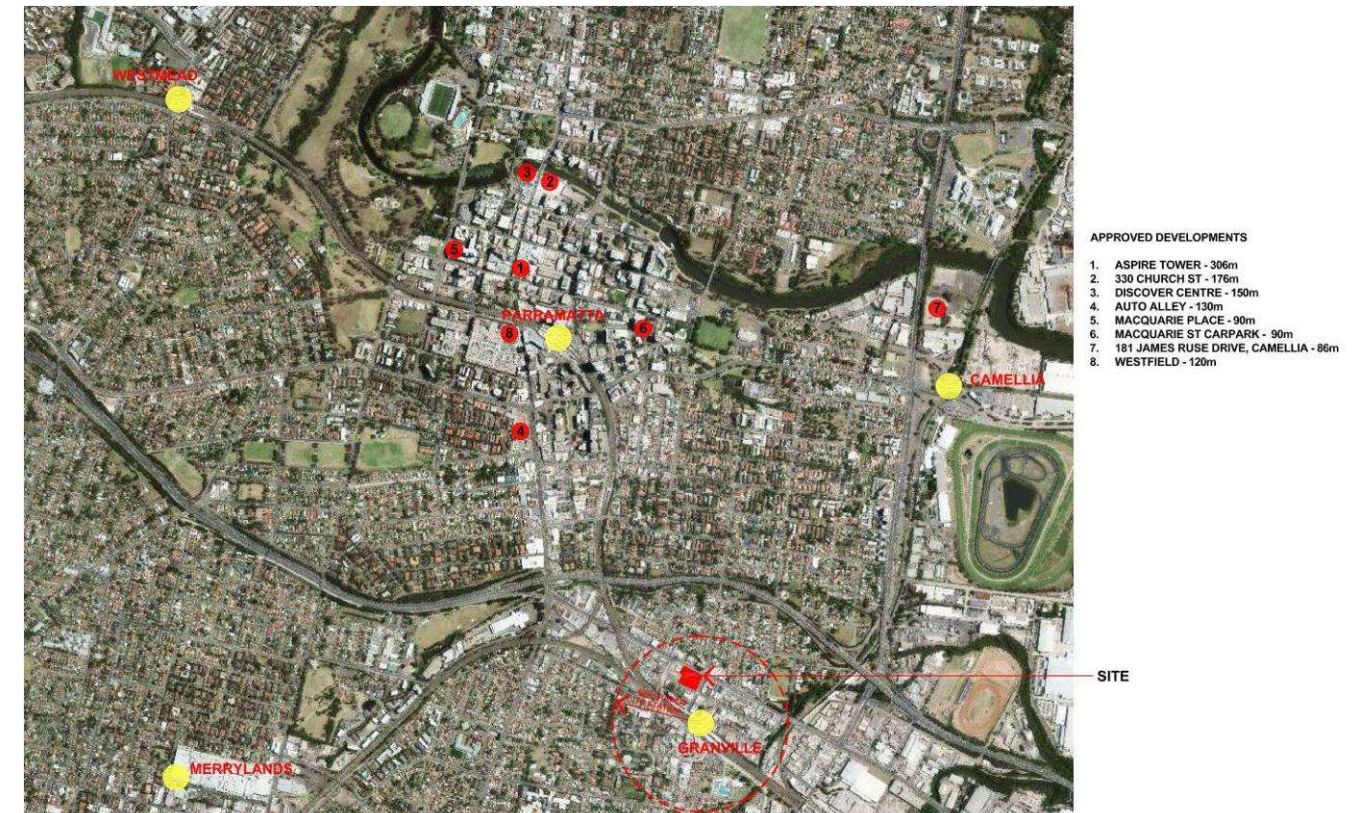 WESTMEAD
3
2
5
1
PARRAMATTA
8
6
7
CAMELLIA
4
APPROVED DEVELOPMENTS
1. ASPIRE TOWER - 306m
2. 330 CHURCH ST - 176m
3. DISCOVER CENTRE - 150m
4. AUTO ALLEY - 130m
5. MACQUARIE PLACE - 90m
6. MACQUARIE ST CARPARK - 90m
7. 181 JAMES RUSE DRIVE, CAMELLIA - 86m
8. WESTFIELD - 120m
SITE
GRANVILLE
MERRYLANDS